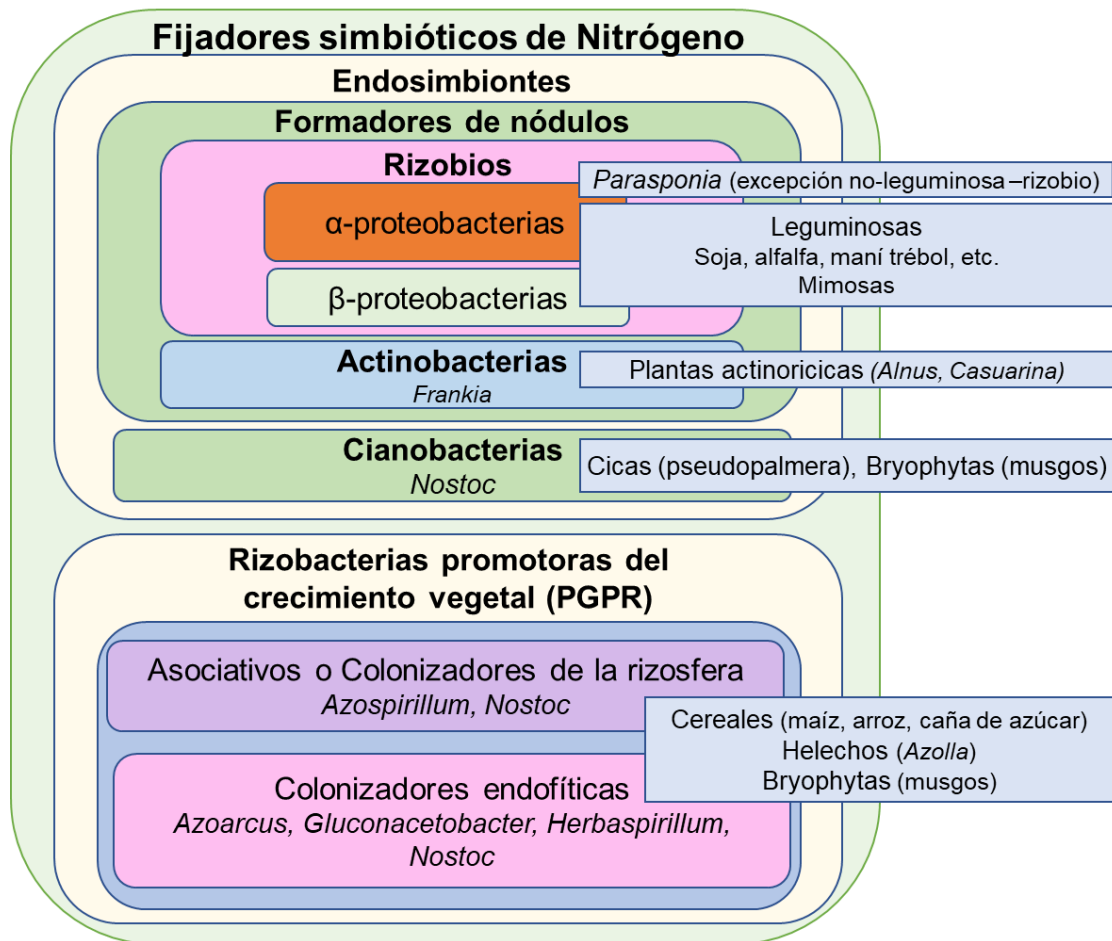 Fijadores simbióticos de Nitrógeno
Endosimbiontes
Formadores de nódulos
Rizobios
Parasponia (excepción no-leguminosa –rizobio)
α-proteobacterias
Leguminosas
Soja, alfalfa, maní trébol, etc.
Mimosas
β-proteobacterias
Actinobacterias
Frankia
Plantas actinoricicas (Alnus, Casuarina)
Cianobacterias
Nostoc
Cicas (pseudopalmera), Bryophytas (musgos)
Rizobacterias promotoras del
crecimiento vegetal (PGPR)
Asociativos o Colonizadores de la rizosfera
Azospirillum, Nostoc
Cereales (maíz, arroz, caña de azúcar)
Helechos (Azolla)
Bryophytas (musgos)
Colonizadores endofíticas
Azoarcus, Gluconacetobacter, Herbaspirillum,
Nostoc